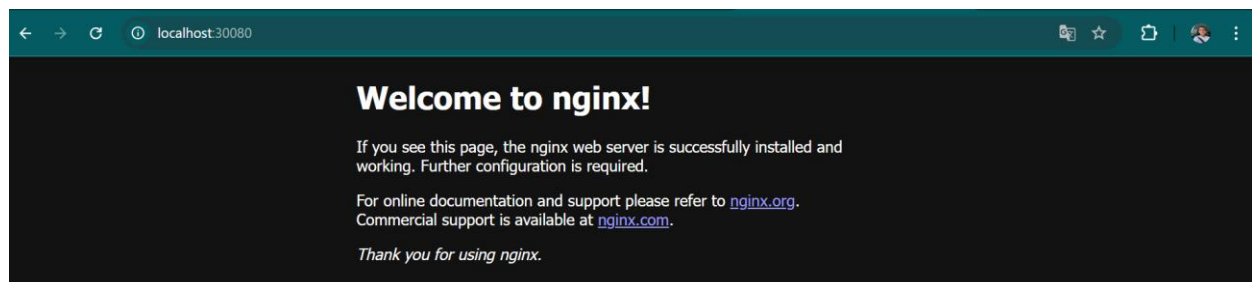 localhost:30080
Welcome to nginx!
If you see this page, the nginx web server is successfully installed and
working. Further configuration is required.
For online documentation and support please refer to nginx.org.
Commercial support is available at nginx.com.
Thank you for using nginx.